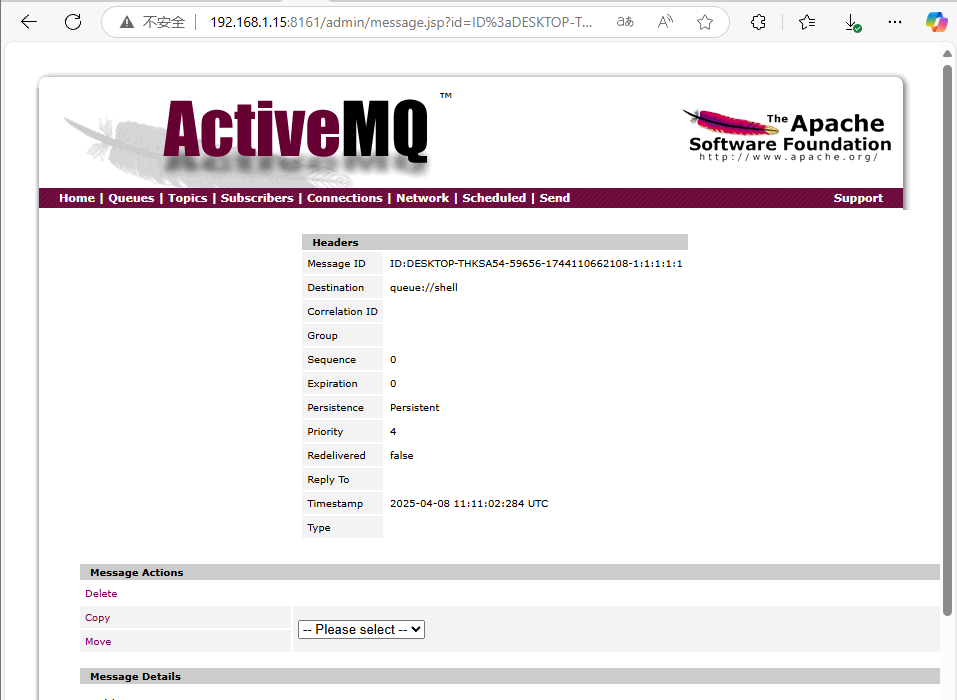 不安全 192.168.1.15:8161/admin/message.jsp?id=ID%3aDESKTOP-T...
ActiveMQ™
The Apache
Software Foundation
http://www.apache.org/
Home | Queues | Topics | Subscribers | Connections | Network | Scheduled | Send Support
Headers
Message ID ID:DESKTOP-THKSA54-59656-1744110662108-1:1:1:1:1
Destination queue://shell
Correlation ID
Group
Sequence 0
Expiration 0
Persistence Persistent
Priority 4
Redelivered false
Reply To
Timestamp 2025-04-08 11:11:02:284 UTC
Type
Message Actions
Delete
Copy
-- Please select --
Move
Message Details